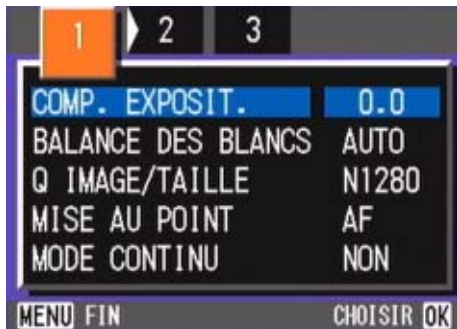 1 2 3
COMP. EXPOSIT. 0.0
BALANCE DES BLANCS AUTO
Q IMAGE/TAILLE N1280
MISE AU POINT AF
MODE CONTINU NON
MENU FIN CHOISIR OK